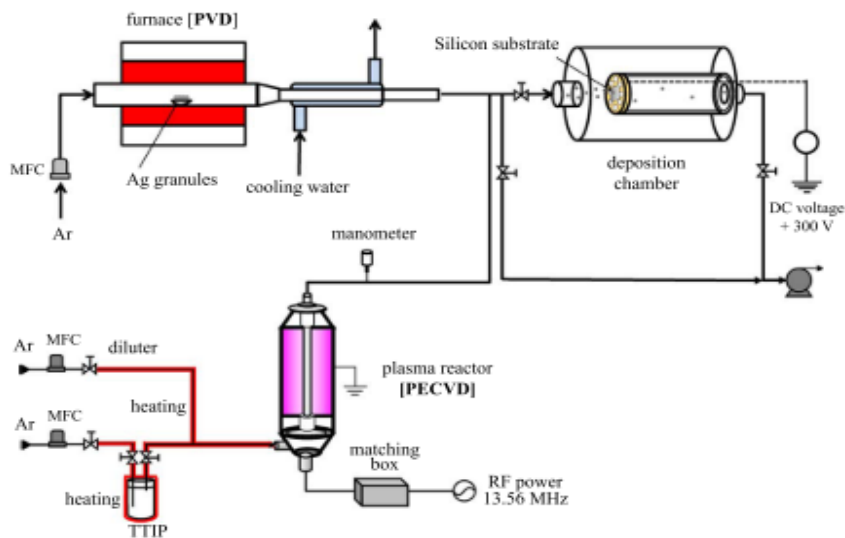 furnace [PVD]
Silicon substrate
MFC
Ag granules
cooling water
Ar
deposition
chamber
DC voltage
+ 300 V
manometer
Ar
MFC
diluter
plasma reactor
[PECVD]
heating
Ar
MFC
matching
box
heating
RF power
13.56 MHz
TTIP